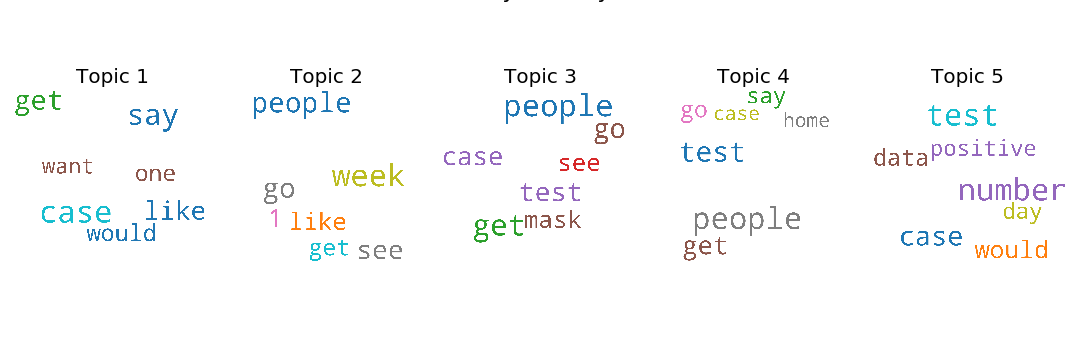 Topic 1
get
say
want
one
case
like
would
Topic 2
people
week
go
1
like
get
see
Topic 3
people
go
case
see
test
get
mask
Topic 4
say
go
case
home
test
people
get
Topic 5
test
positive
data
number
day
case
would